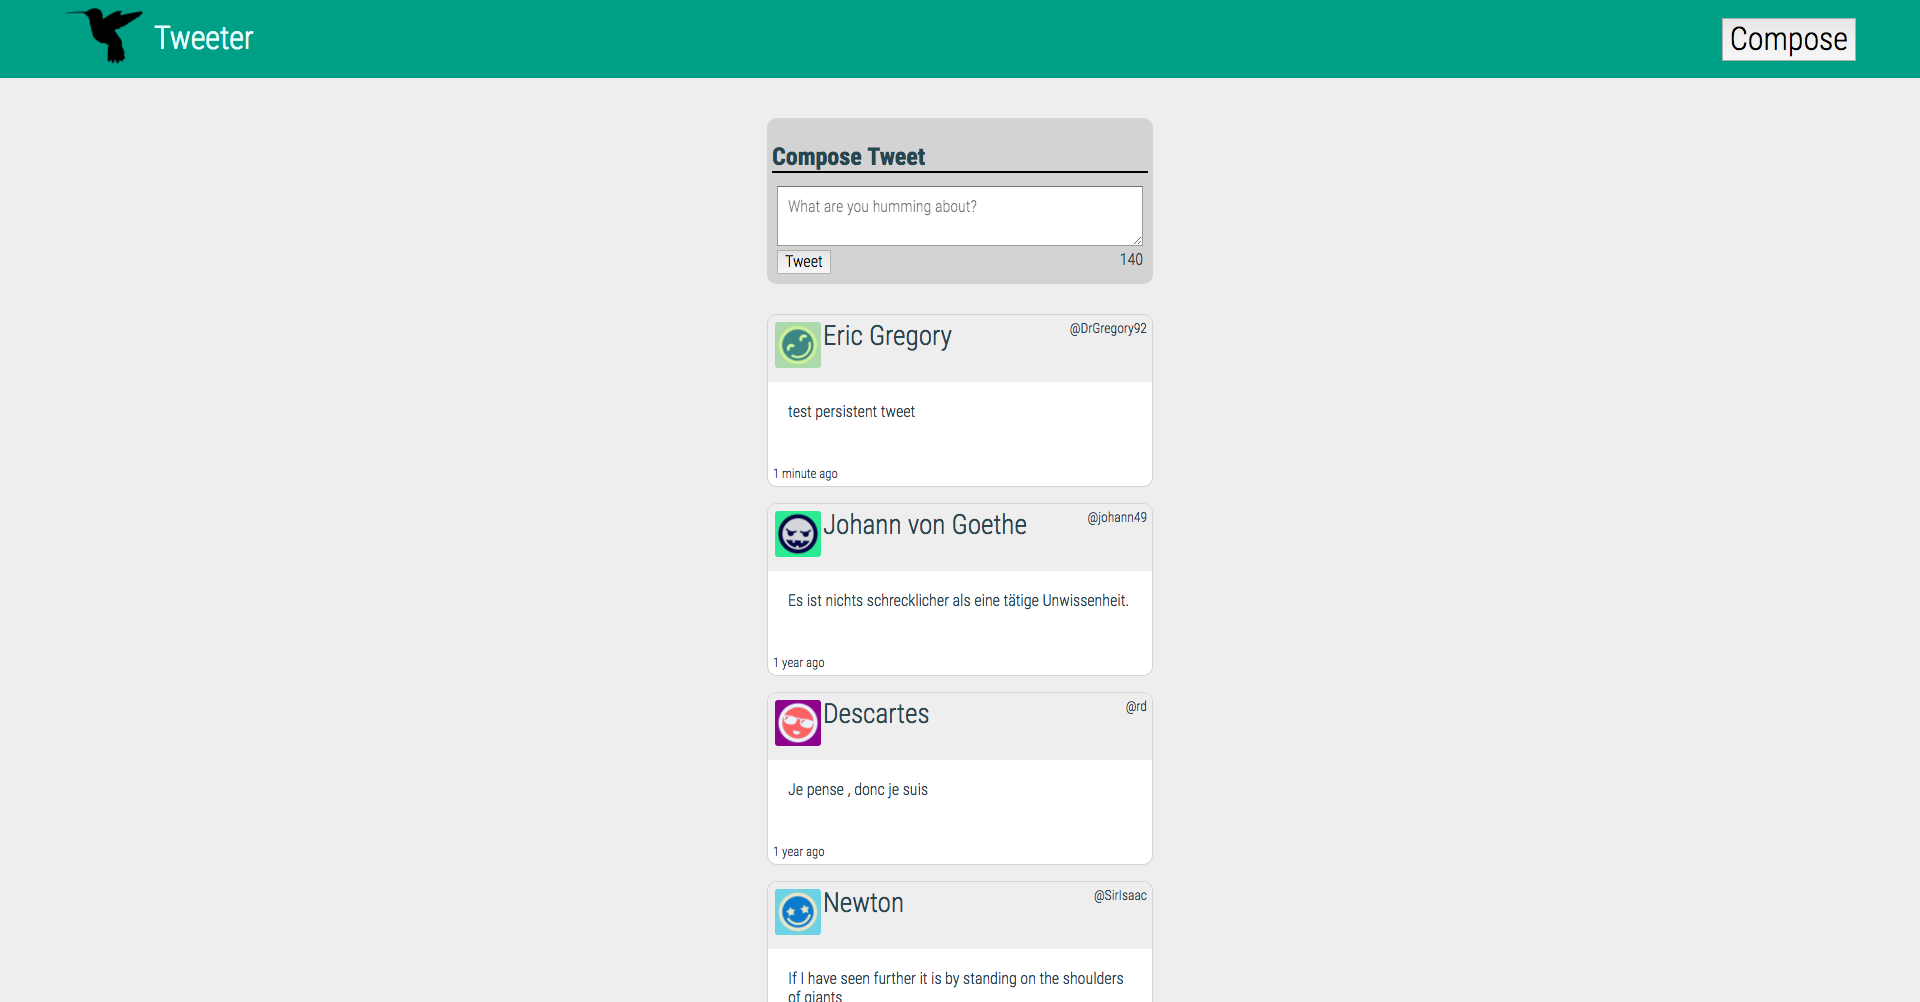 Tweeter
Compose
Compose Tweet
What are you humming about?
Tweet
140
Eric Gregory
@DrGregory92
test persistent tweet
1 minute ago
Johann von Goethe
@johann49
Es ist nichts schrecklicher als eine tätige Unwissenheit.
1 year ago
Descartes
@rd
Je pense , donc je suis
1 year ago
Newton
@SirIsaac
If I have seen further it is by standing on the shoulders
of giants